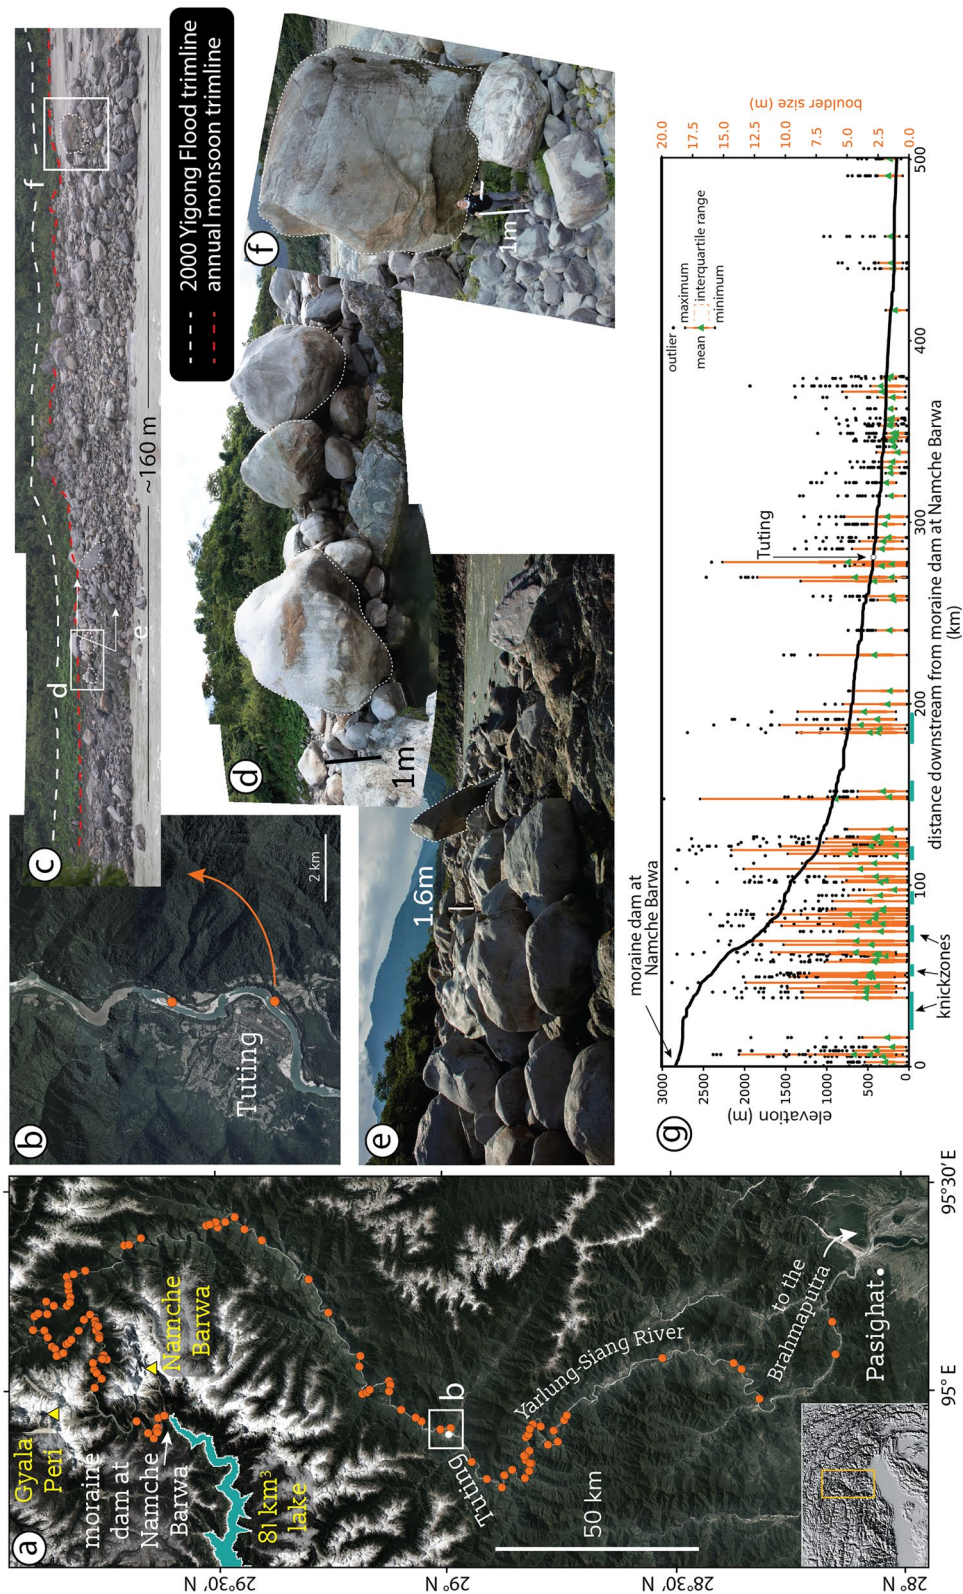 a
Gyala
Peri
moraine
dam at
Namche
Barwa
Namche
Barwa
81 km³
lake
Tuting
b
Yarlung-Siang River
50 km
to the
Brahmaputra
Pasighat
29°30'N
29°N
28°30'N
28°N
95°E
95°30'E
b
Tuting
2 km
c
d
e
f
~160 m
2000 Yigong Flood trimline
annual monsoon trimline
d
1m
e
1.6m
f
1m
g
moraine dam at
Namche Barwa
Tuting
outlier
maximum
mean
interquartile range
minimum
knickzones
elevation (m)
3000
2500
2000
1500
1000
500
0
boulder size (m)
20.0
17.5
15.0
12.5
10.0
7.5
5.0
2.5
0.0
0
100
200
300
400
500
distance downstream from moraine dam at Namche Barwa
(km)